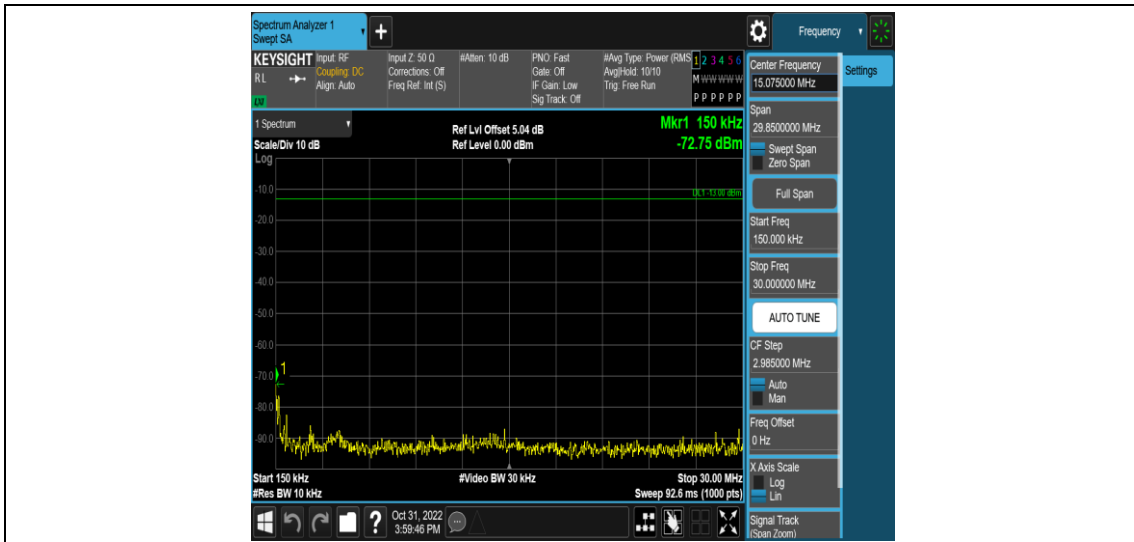 Spectrum Analyzer 1
Swept SA
+
Frequency
KEYSIGHT
RL
LXI
Input: RF
Coupling: DC
Align: Auto
Input Z: 50 Ω
Corrections: Off
Freq Ref: Int (S)
#Atten: 10 dB
PNO: Fast
Gate: Off
IF Gain: Low
Sig Track: Off
#Avg Type: Power (RMS
Avg|Hold: 10/10
Trig: Free Run
1 2 3 4 5 6
M W W W W W
P P P P P P
1 Spectrum
Scale/Div 10 dB
Log
Ref Lvl Offset 5.04 dB
Ref Level 0.00 dBm
Mkr1 150 kHz
-72.75 dBm
DL1 -13.00 dBm
-10.0
-20.0
-30.0
-40.0
-50.0
-60.0
-70.0
-80.0
-90.0
1
Start 150 kHz
#Res BW 10 kHz
#Video BW 30 kHz
Stop 30.00 MHz
Sweep 92.6 ms (1000 pts)
?
Oct 31, 2022
3:59:46 PM
Center Frequency
15.075000 MHz
Settings
Span
29.8500000 MHz
Swept Span
Zero Span
Full Span
Start Freq
150.000 kHz
Stop Freq
30.000000 MHz
AUTO TUNE
CF Step
2.985000 MHz
Auto
Man
Freq Offset
0 Hz
X Axis Scale
Log
Lin
Signal Track
(Span Zoom)